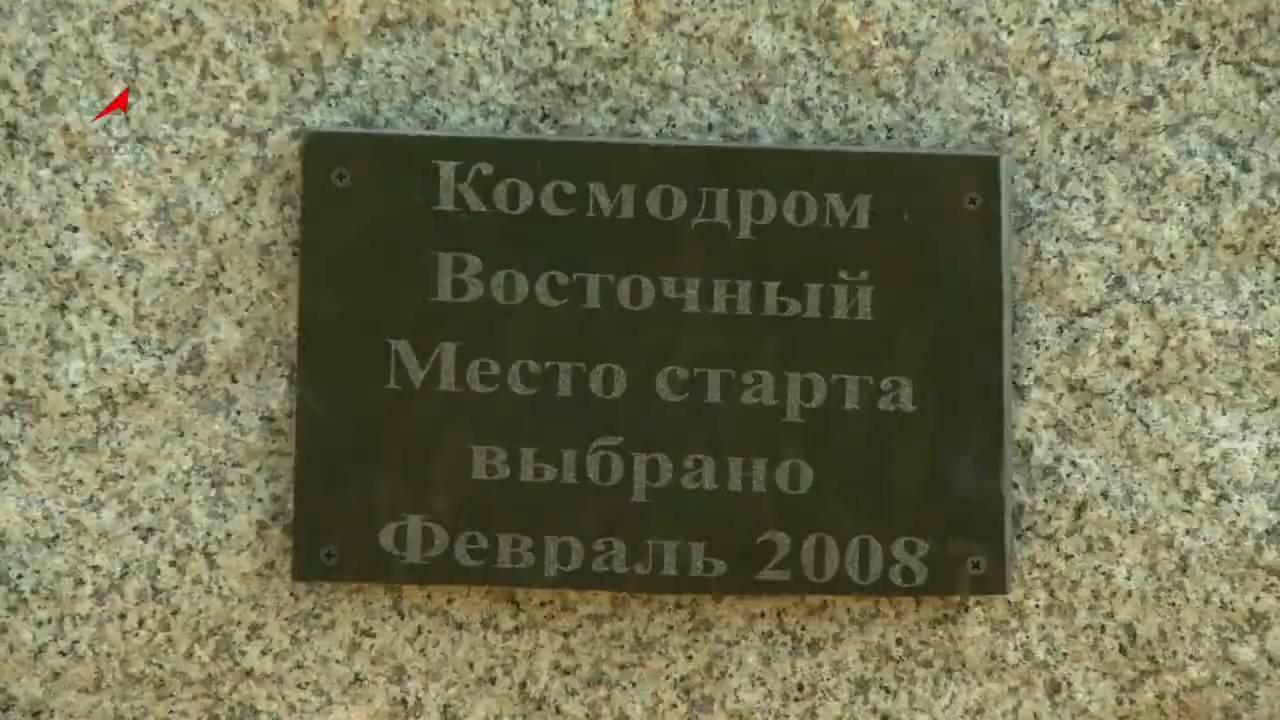 Космодром
Восточный
Место старта
выбрано
Февраль 2008